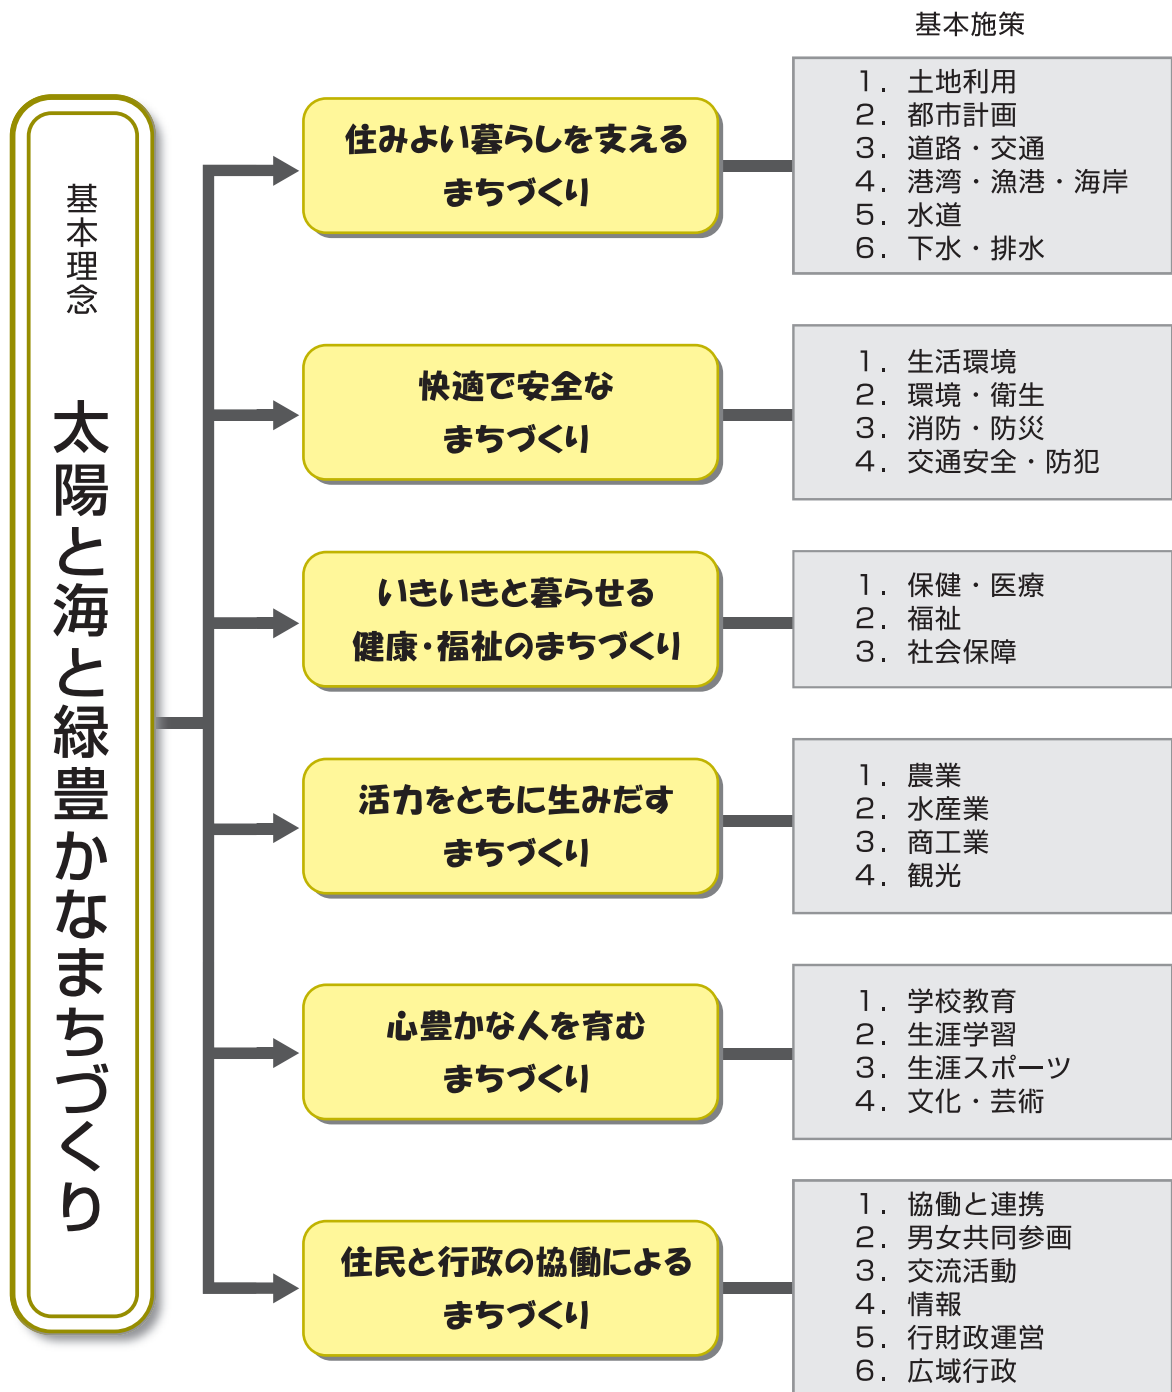 基本理念
太陽と海と緑豊かなまちづくり
基本施策
住みよい暮らしを支える
まちづくり
1. 土地利用
2. 都市計画
3. 道路・交通
4. 港湾・漁港・海岸
5. 水道
6. 下水・排水
快適で安全な
まちづくり
1. 生活環境
2. 環境・衛生
3. 消防・防災
4. 交通安全・防犯
いきいきと暮らせる
健康・福祉のまちづくり
1. 保健・医療
2. 福祉
3. 社会保障
活力をともに生みだす
まちづくり
1. 農業
2. 水産業
3. 商工業
4. 観光
心豊かな人を育む
まちづくり
1. 学校教育
2. 生涯学習
3. 生涯スポーツ
4. 文化・芸術
住民と行政の協働による
まちづくり
1. 協働と連携
2. 男女共同参画
3. 交流活動
4. 情報
5. 行財政運営
6. 広域行政